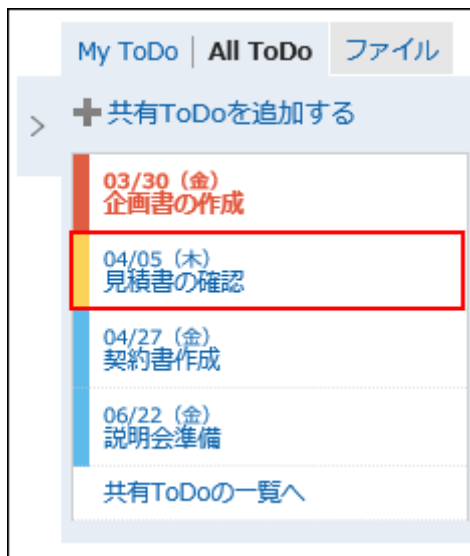 My ToDo | All ToDo ファイル
共有ToDoを追加する
03/30（金）
企画書の作成
04/05（木）
見積書の確認
04/27（金）
契約書作成
06/22（金）
説明会準備
共有ToDoの一覧へ